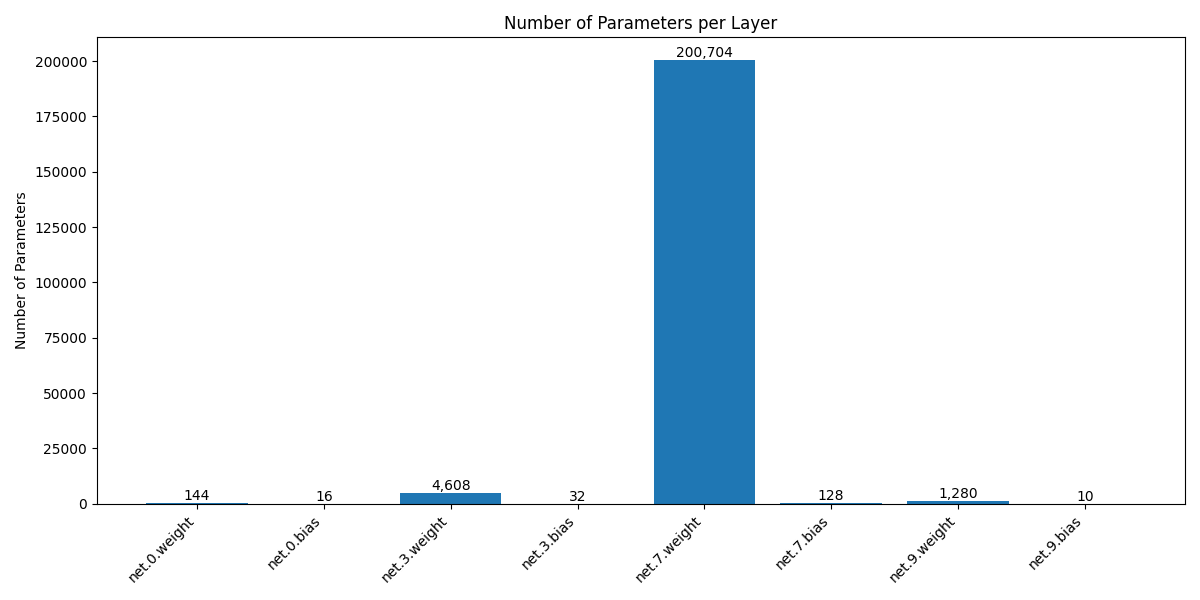 Number of Parameters per Layer
Number of Parameters
200000
175000
150000
125000
100000
75000
50000
25000
0
144
16
4,608
32
200,704
128
1,280
10
net.0.weight
net.0.bias
net.3.weight
net.3.bias
net.7.weight
net.7.bias
net.9.weight
net.9.bias